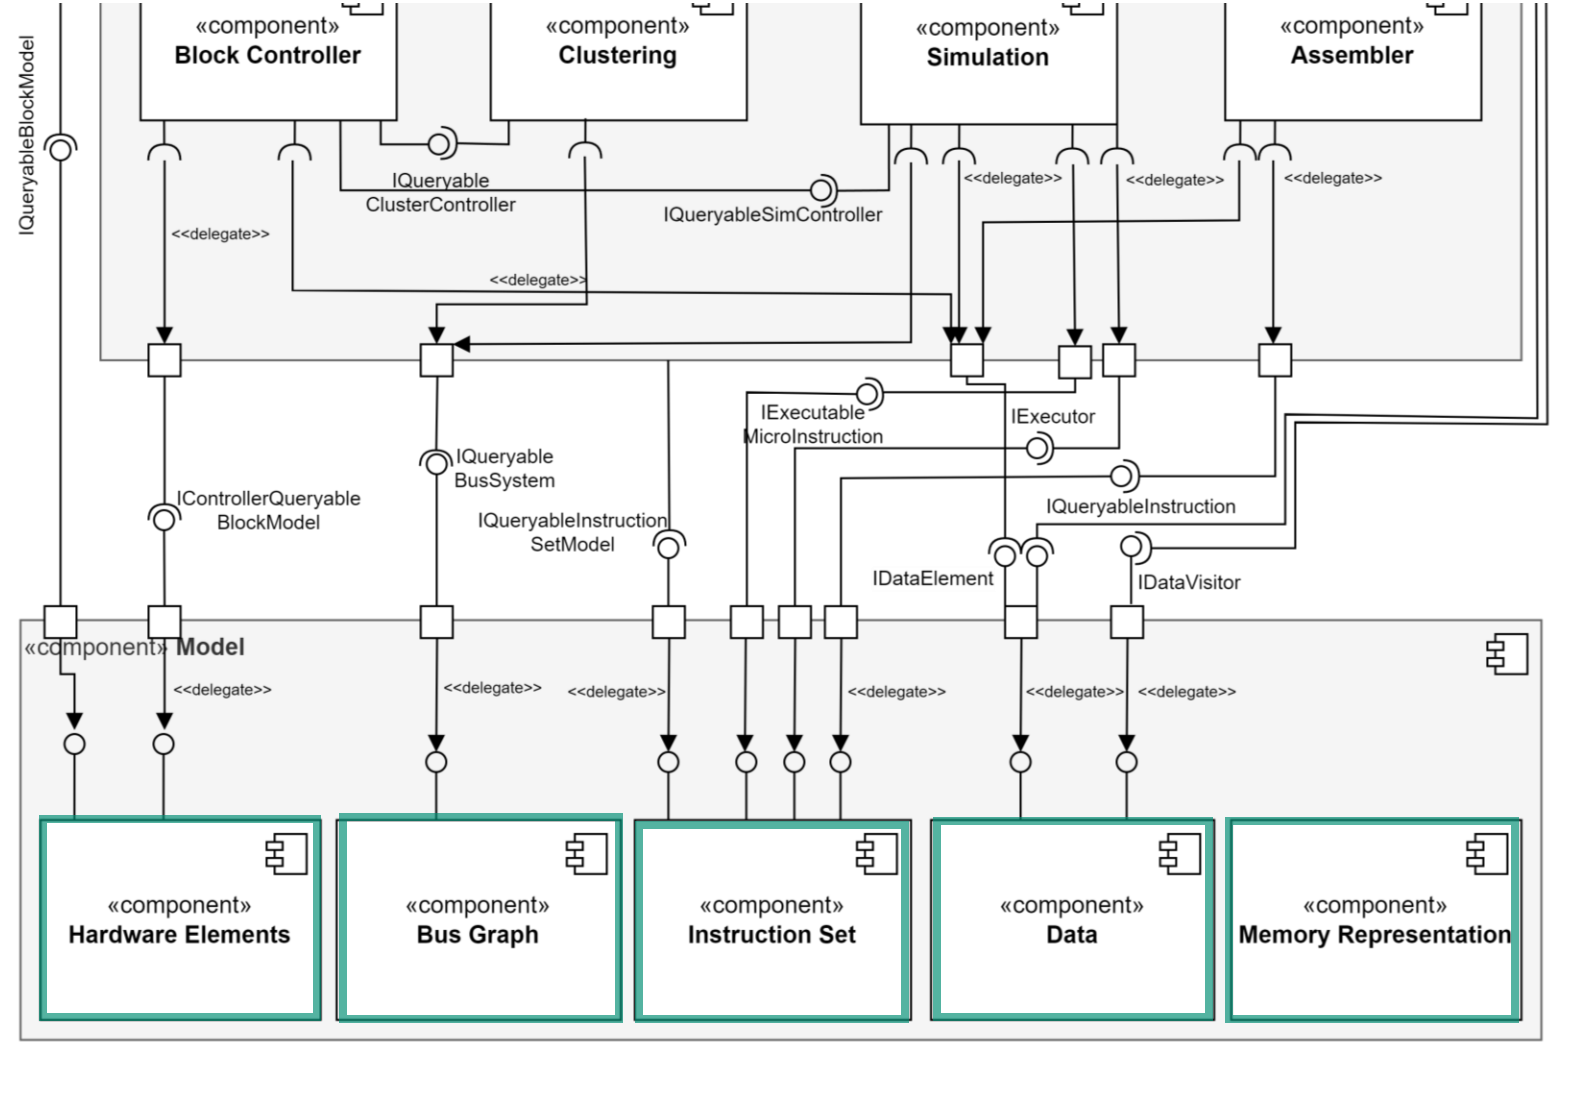 «component»
Block Controller
«component»
Clustering
«component»
Simulation
«component»
Assembler
IQueryableBlockModel
IQueryable
ClusterController
IQueryableSimController
<<delegate>>
<<delegate>>
<<delegate>>
<<delegate>>
<<delegate>>
IExecutable
MicroInstruction
IExecutor
IQueryable
BusSystem
IControllerQueryable
BlockModel
IQueryableInstruction
SetModel
IQueryableInstruction
IDataElement
IDataVisitor
«component» Model
<<delegate>>
<<delegate>>
<<delegate>>
<<delegate>>
<<delegate>>
<<delegate>>
«component»
Hardware Elements
«component»
Bus Graph
«component»
Instruction Set
«component»
Data
«component»
Memory Representation